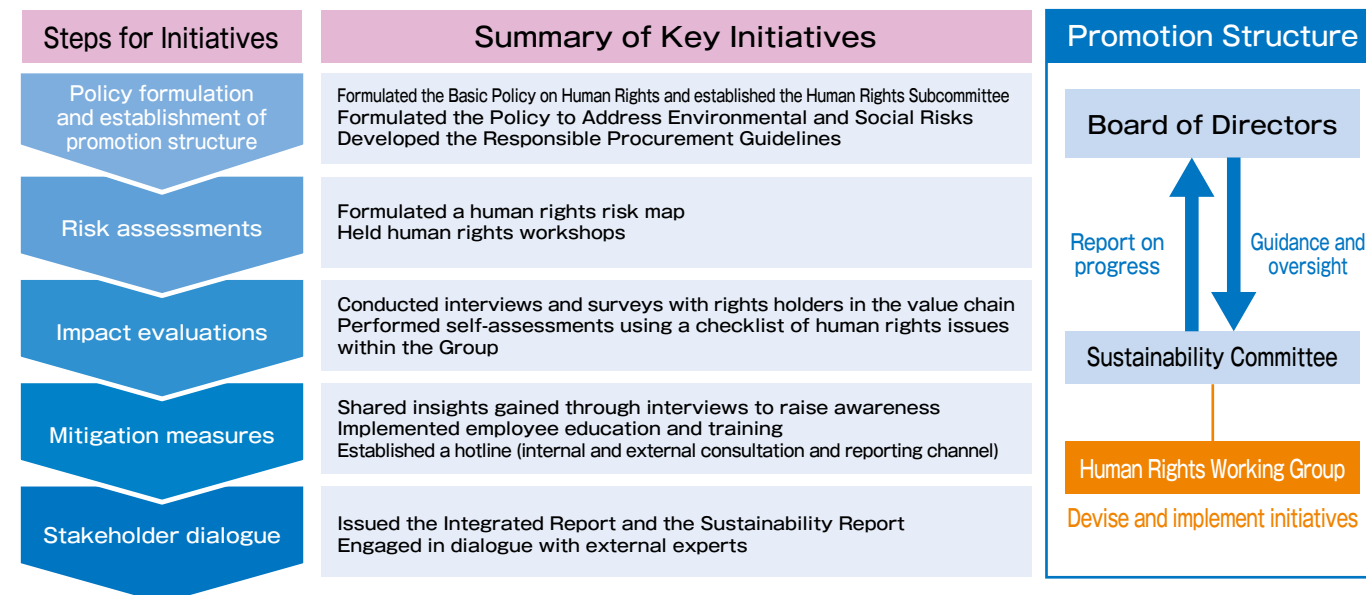 Steps for Initiatives
Summary of Key Initiatives
Policy formulation
and establishment of
promotion structure
Formulated the Basic Policy on Human Rights and established the Human Rights Subcommittee
Formulated the Policy to Address Environmental and Social Risks
Developed the Responsible Procurement Guidelines
Risk assessments
Formulated a human rights risk map
Held human rights workshops
Impact evaluations
Conducted interviews and surveys with rights holders in the value chain
Performed self-assessments using a checklist of human rights issues
within the Group
Mitigation measures
Shared insights gained through interviews to raise awareness
Implemented employee education and training
Established a hotline (internal and external consultation and reporting channel)
Stakeholder dialogue
Issued the Integrated Report and the Sustainability Report
Engaged in dialogue with external experts
Promotion Structure
Board of Directors
Report on
progress
Guidance and
oversight
Sustainability Committee
Human Rights Working Group
Devise and implement initiatives